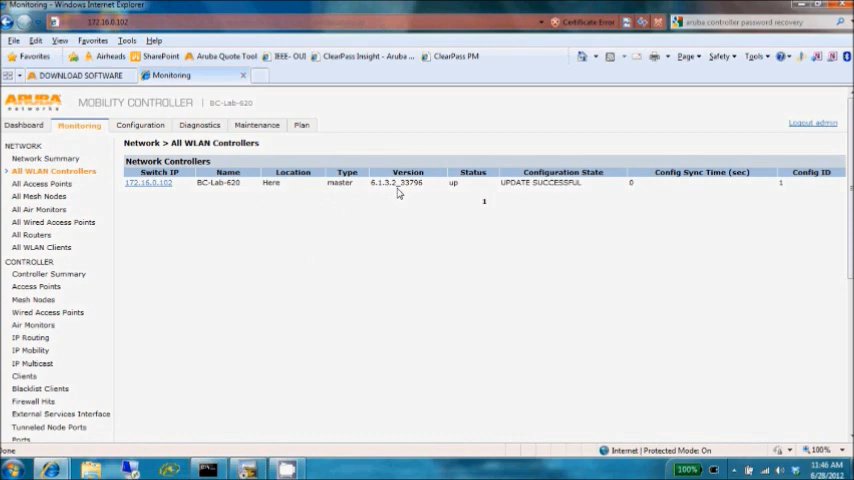 Monitoring - Windows Internet Explorer
172.16.0.102
Certificate Error
aruba controller password recovery
File Edit View Favorites Tools Help
Favorites Airheads SharePoint Aruba Quote Tool IEEE- OUI ClearPass Insight - Aruba ... ClearPass PM
Page Safety Tools
DOWNLOAD SOFTWARE Monitoring
ARUBA networks MOBILITY CONTROLLER | BC-Lab-620
Dashboard Monitoring Configuration Diagnostics Maintenance Plan Logout admin
NETWORK
Network > All WLAN Controllers
Network Summary
Network Controllers
All WLAN Controllers
Switch IP Name Location Type Version Status Configuration State Config Sync Time (sec) Config ID
All Access Points
172.16.0.102 BC-Lab-620 Here master 6.1.3.2_33796 up UPDATE SUCCESSFUL 0 1
All Mesh Nodes
1
All Air Monitors
All Wired Access Points
All Routers
All WLAN Clients
CONTROLLER
Controller Summary
Access Points
Mesh Nodes
Wired Access Points
Air Monitors
IP Routing
IP Mobility
IP Multicast
Clients
Blacklist Clients
Firewall Hits
External Services Interface
Tunneled Node Ports
Ports
Done Internet | Protected Mode: On 100%
100% 11:46 AM
6/28/2012